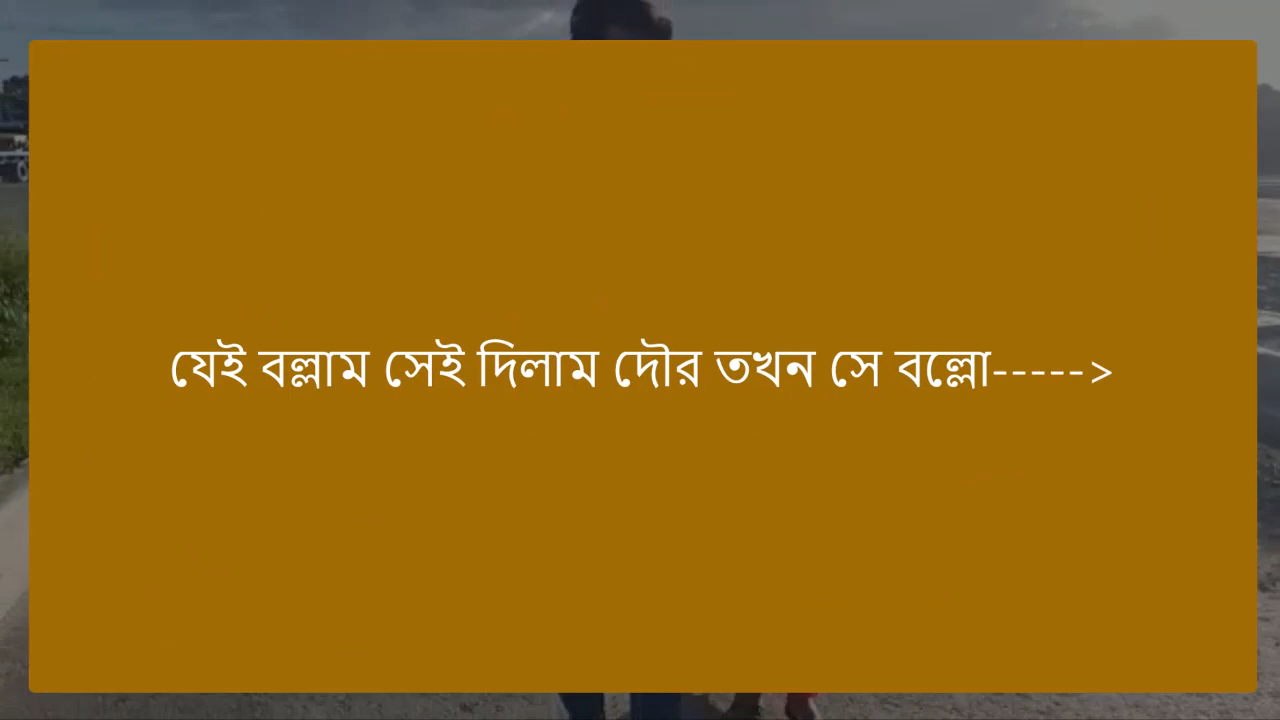 যেই বল্লাম সেই দিলাম দৌর তখন সে বল্লো----->